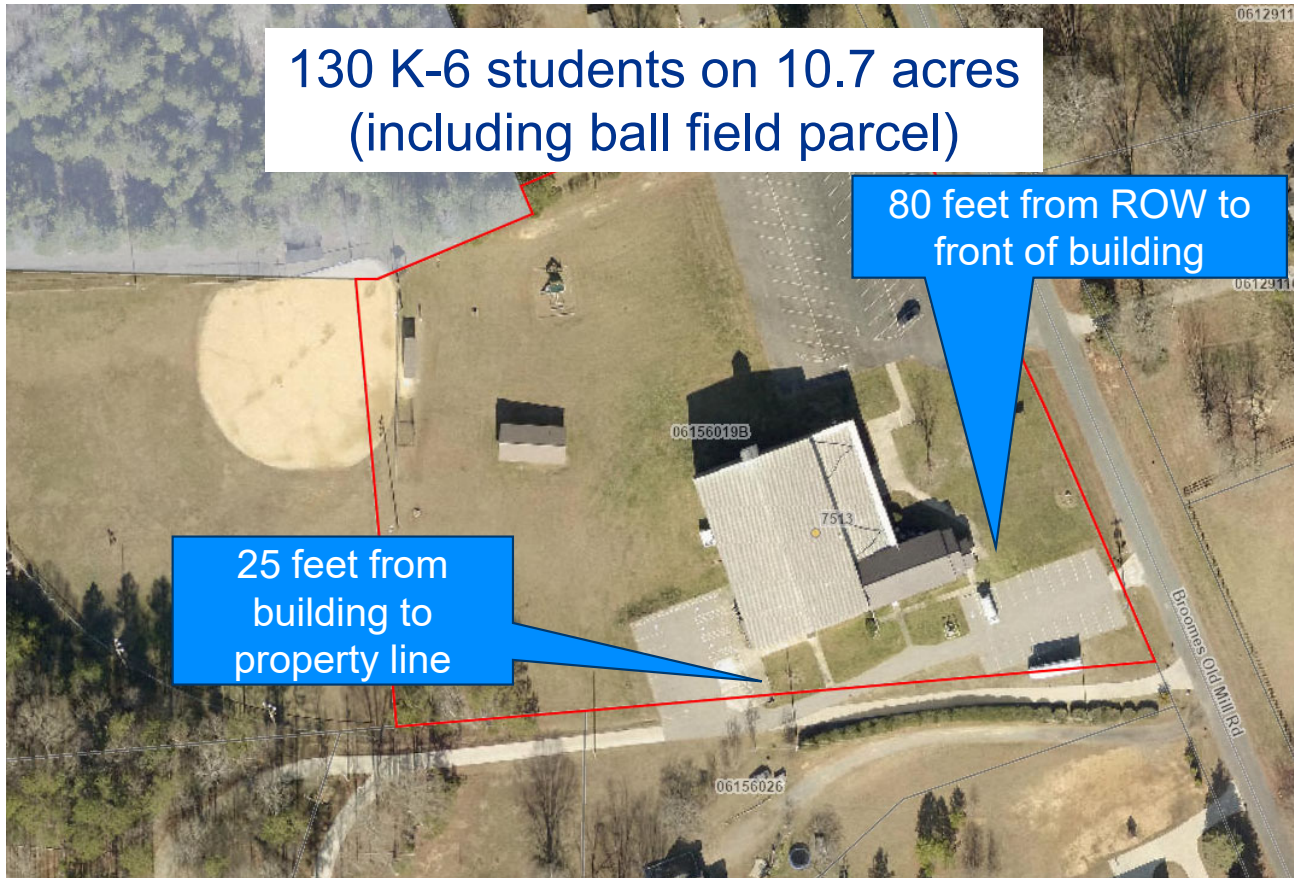 0612911
130 K-6 students on 10.7 acres
(including ball field parcel)
80 feet from ROW to
front of building
06156019B
7513
25 feet from
building to
property line
Broomes Old Mill Rd
06156026